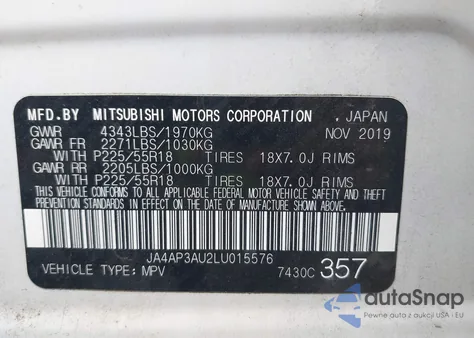 MFD.BY MITSUBISHI MOTORS CORPORATION . JAPAN
GVWR 4343LBS/1970KG NOV 2019
GAWR FR 2271LBS/1030KG
WITH P225/55R18 TIRES 18X7.0J RIMS
GAWR RR 2205LBS/1000KG
WITH P225/55R18 TIRES 18X7.0J RIMS
THIS VEHICLE CONFORMS TO ALL APPLICABLE FEDERAL MOTOR VEHICLE SAFETY AND THEFT
PREVENTION STANDARDS IN EFFECT ON THE DATE OF MANUFACTURE SHOWN ABOVE.
JA4AP3AU2LU015576
VEHICLE TYPE: MPV 7430C 357
autaSnap
Pewne auto z USA i EU